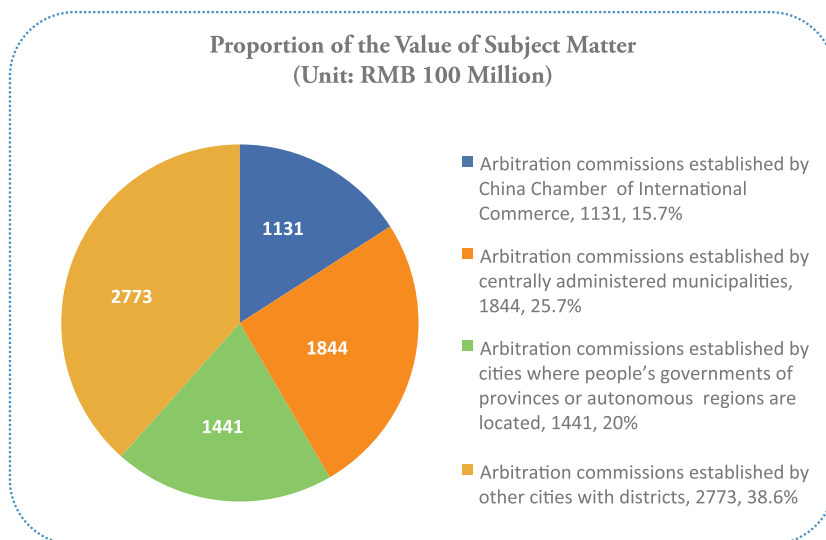 Proportion of the Value of Subject Matter
(Unit: RMB 100 Million)
1131
1844
1441
2773
Arbitration commissions established by
China Chamber of International
Commerce, 1131, 15.7%
Arbitration commissions established by
centrally administered municipalities,
1844, 25.7%
Arbitration commissions established by
cities where people’s governments of
provinces or autonomous regions are
located, 1441, 20%
Arbitration commissions established by
other cities with districts, 2773, 38.6%